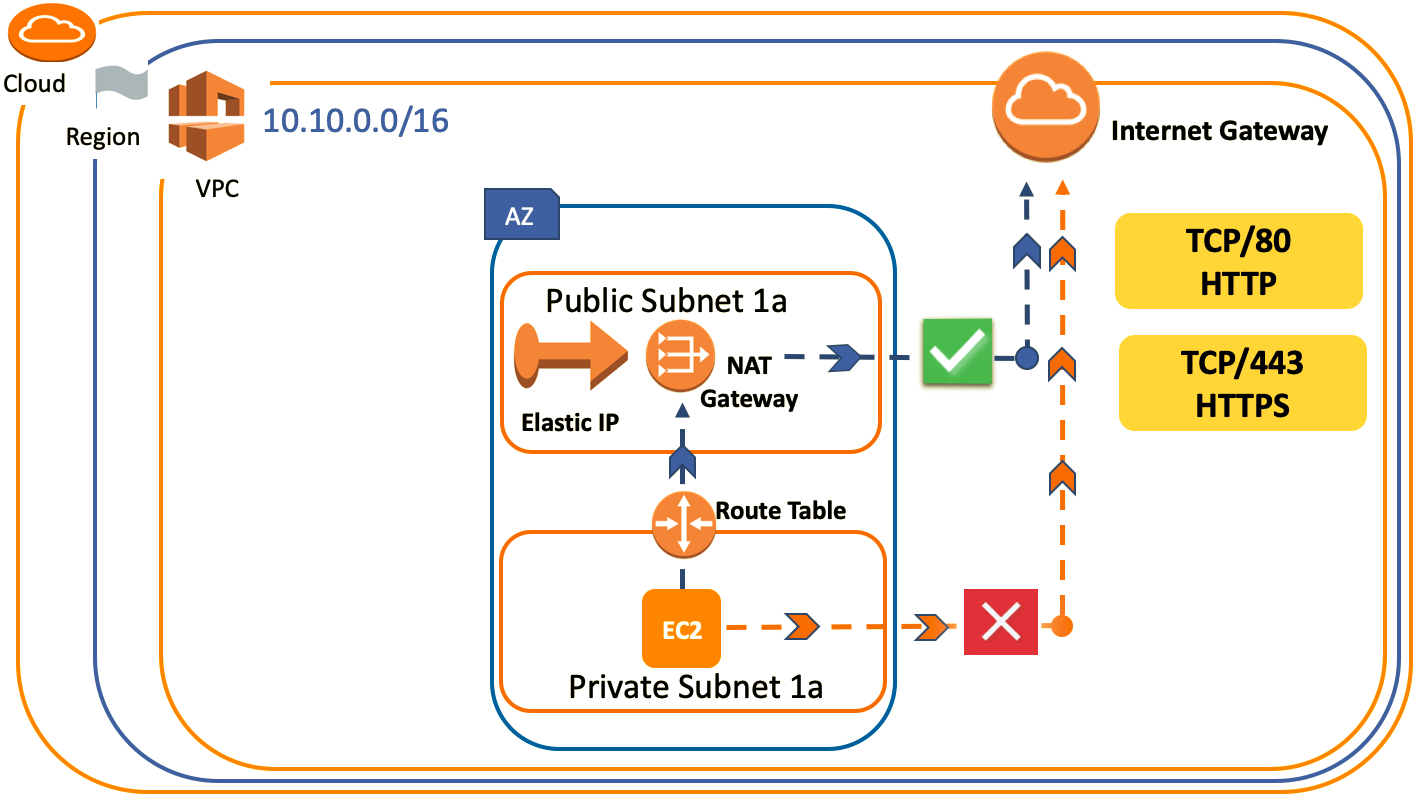 Cloud
Region
VPC
10.10.0.0/16
Internet Gateway
AZ
TCP/80
HTTP
Public Subnet 1a
NAT
Gateway
Elastic IP
TCP/443
HTTPS
Route Table
EC2
Private Subnet 1a